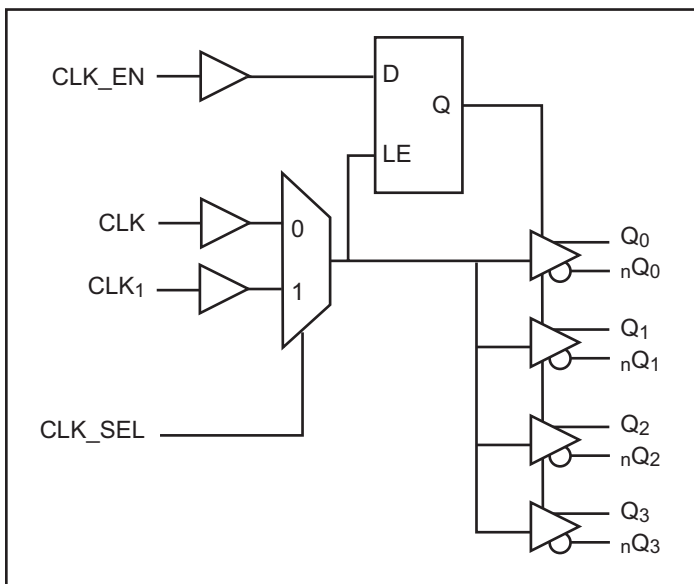 CLK_EN
D
Q
LE
CLK
0
CLK1
1
CLK_SEL
Q0
nQ0
Q1
nQ1
Q2
nQ2
Q3
nQ3